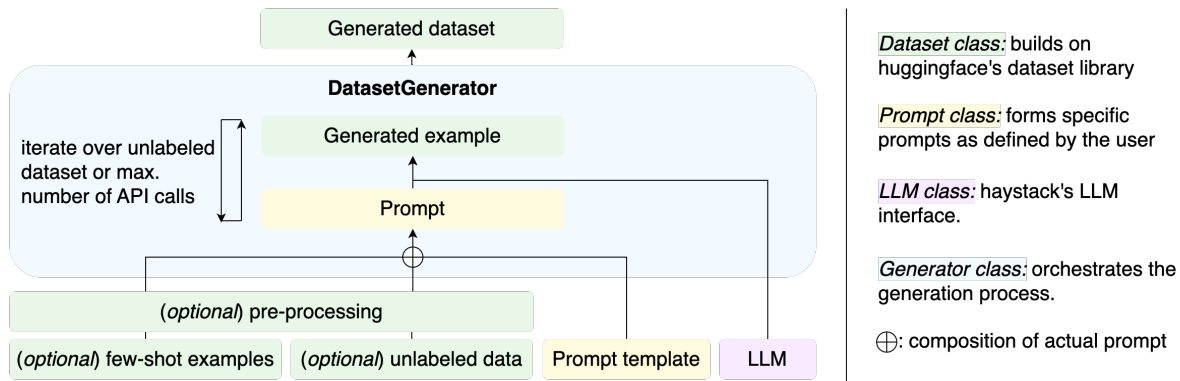 Generated dataset
DatasetGenerator
iterate over unlabeled
dataset or max.
number of API calls
Generated example
Prompt
(optional) pre-processing
(optional) few-shot examples
(optional) unlabeled data
Prompt template
LLM
Dataset class: builds on
huggingface's dataset library
Prompt class: forms specific
prompts as defined by the user
LLM class: haystack's LLM
interface.
Generator class: orchestrates the
generation process.
⊕: composition of actual prompt